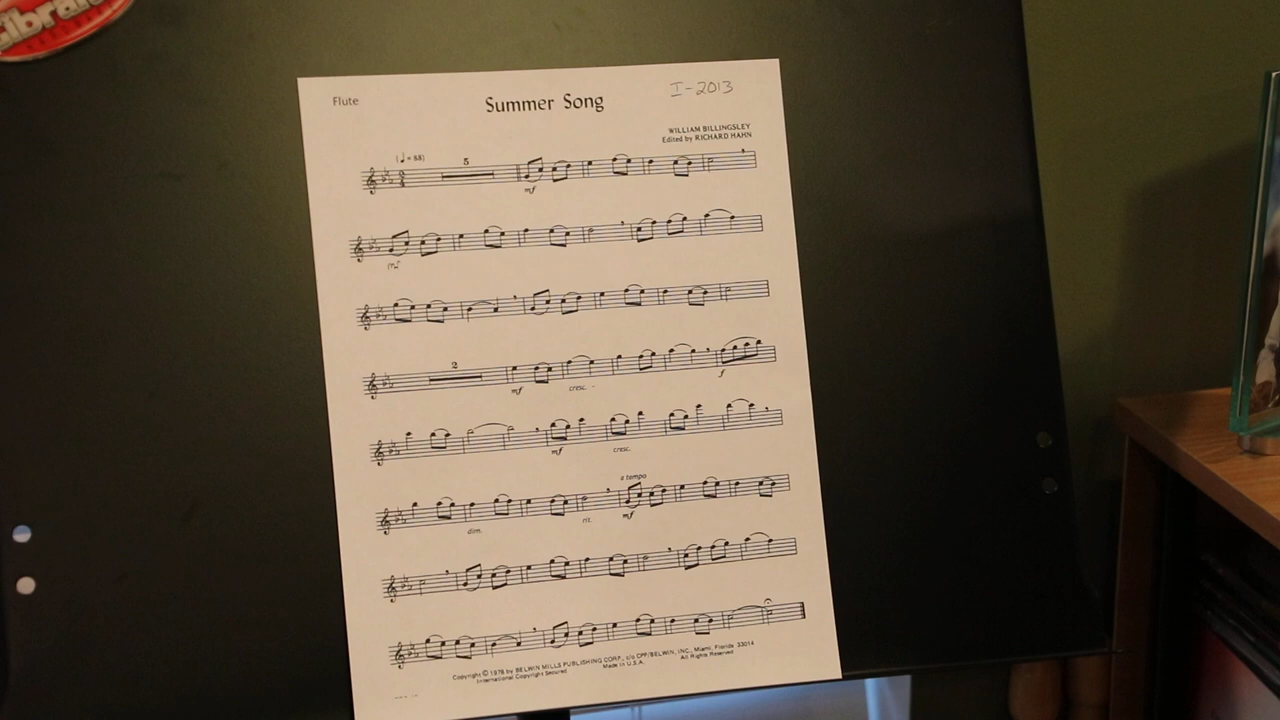 Library
Flute
Summer Song
I-2013
WILLIAM BILLINGSLEY
Edited by RICHARD HAHN
(♩=88)
5
mf
mf
2
mf
cresc. -
f
mf
cresc.
a tempo
dim.
rit.
mf
Copyright © 1978 by BELWIN MILLS PUBLISHING CORP., c/o CPP/BELWIN, INC., Miami, Florida 33014
International Copyright Secured
Made in U.S.A.
All Rights Reserved